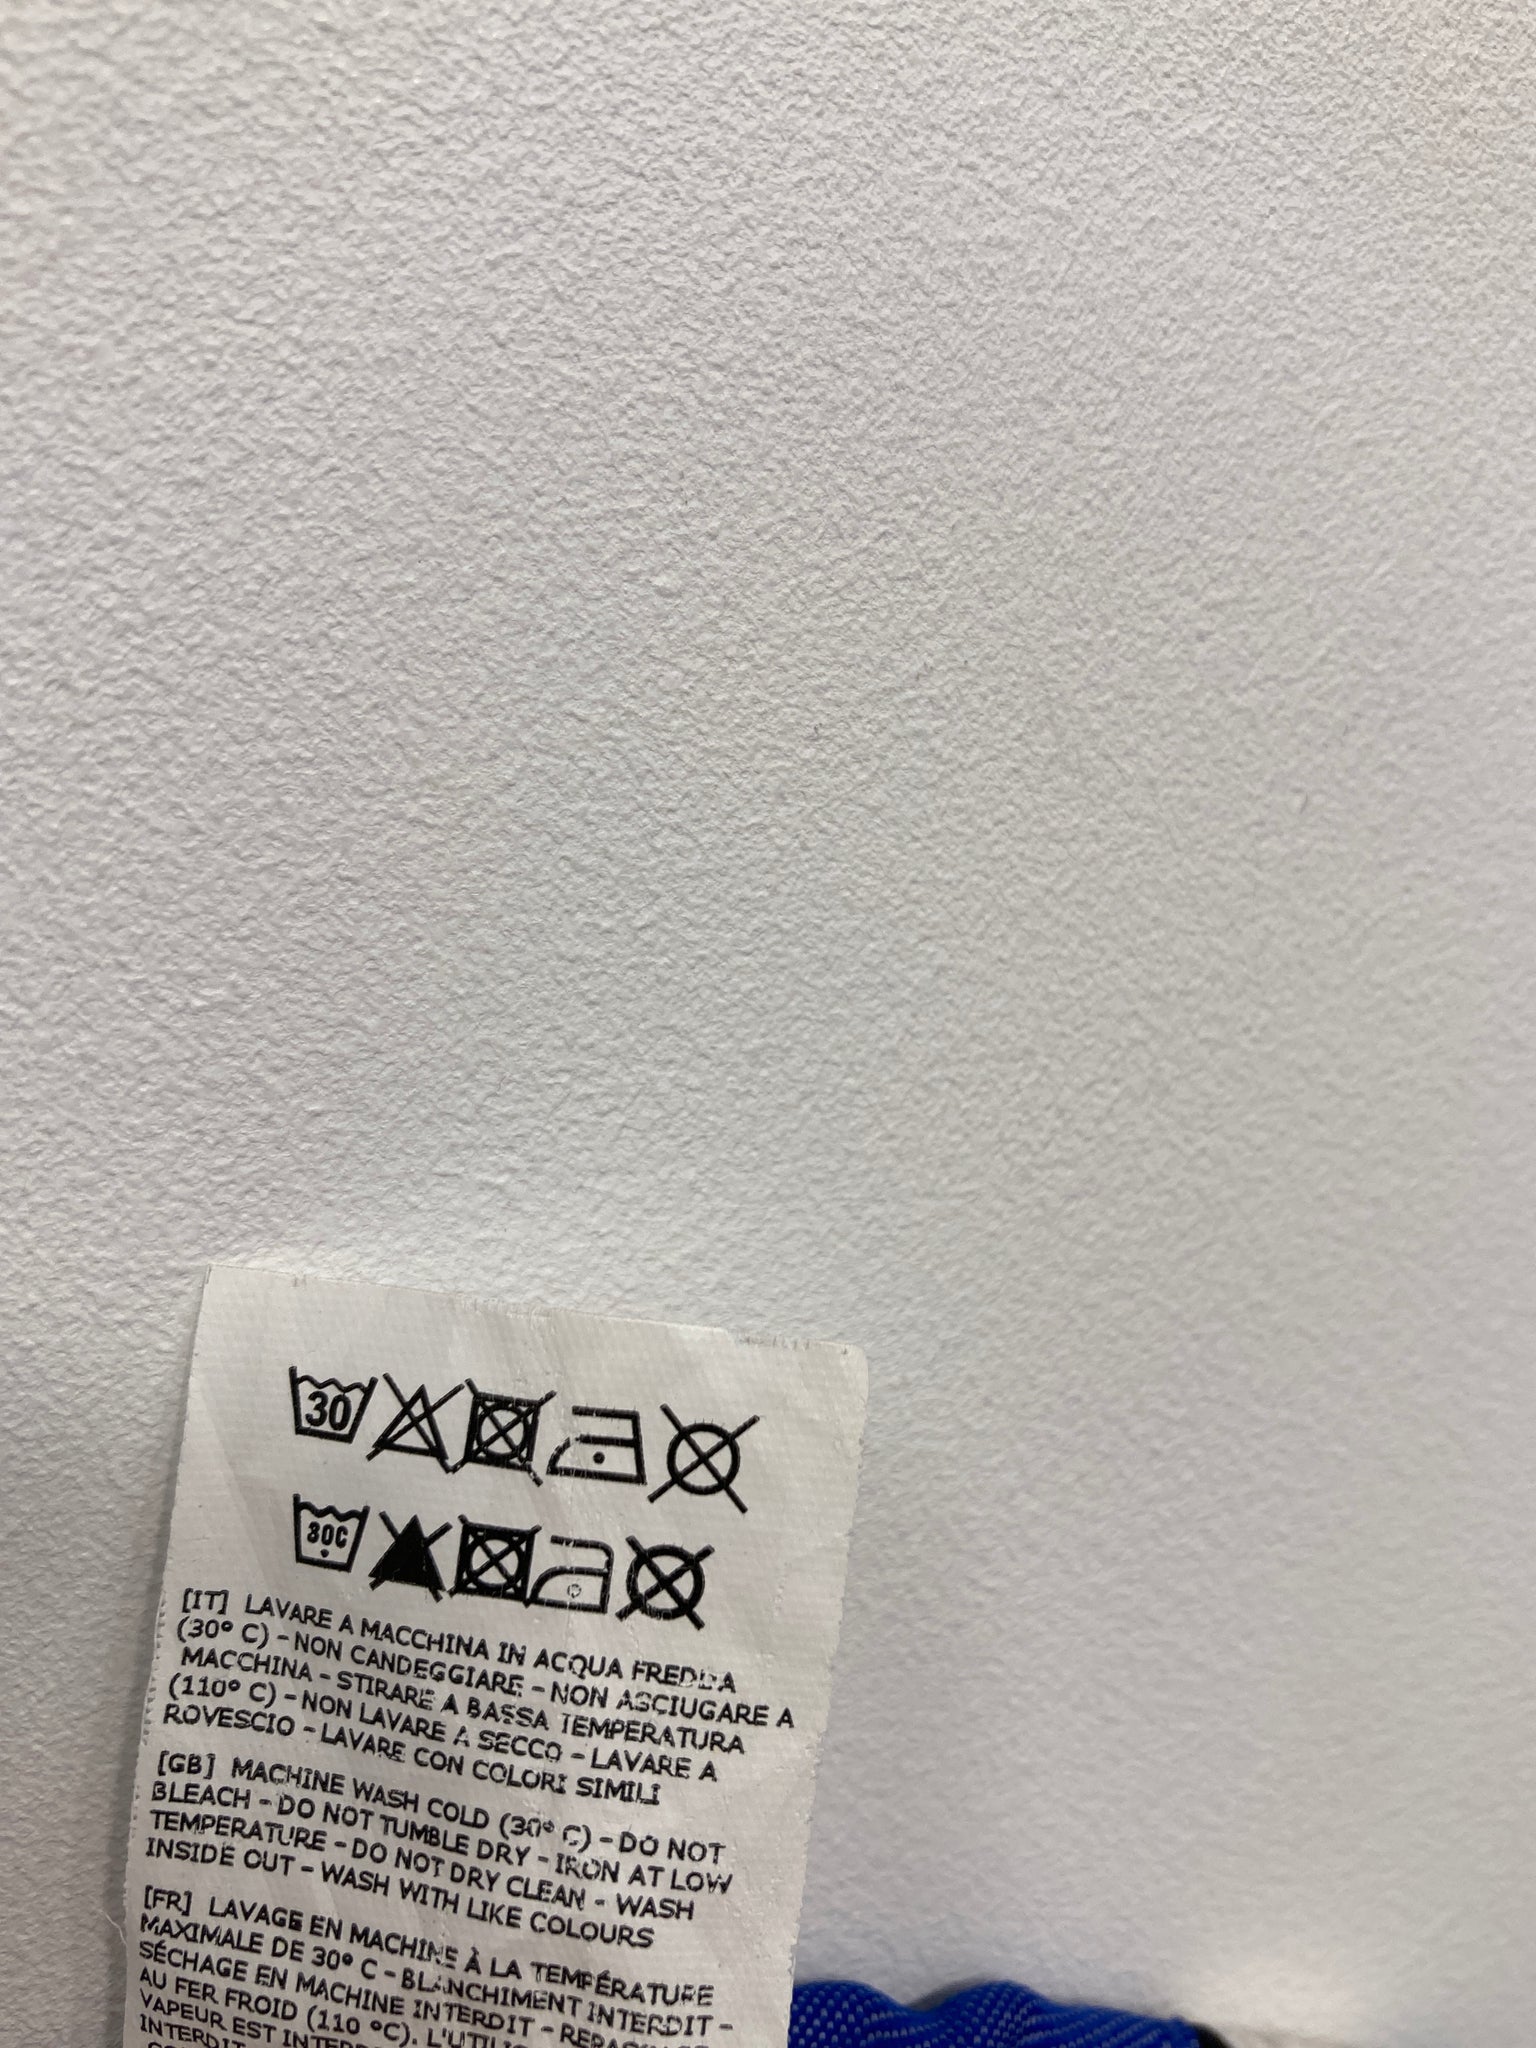 30
30C
[IT] LAVARE A MACCHINA IN ACQUA FREDDA
(30° C) - NON CANDEGGIARE - NON ASCIUGARE A
MACCHINA - STIRARE A BASSA TEMPERATURA
(110° C) - NON LAVARE A SECCO - LAVARE A
ROVESCIO - LAVARE CON COLORI SIMILI
[GB] MACHINE WASH COLD (30° C) - DO NOT
BLEACH - DO NOT TUMBLE DRY - IRON AT LOW
TEMPERATURE - DO NOT DRY CLEAN - WASH
INSIDE OUT - WASH WITH LIKE COLOURS
[FR] LAVAGE EN MACHINE À LA TEMPÉRATURE
MAXIMALE DE 30° C - BLANCHIMENT INTERDIT -
SÉCHAGE EN MACHINE INTERDIT - REPASSAGE
AU FER FROID (110 °C). L'UTILIS
VAPEUR EST INTERD
INTERDIT